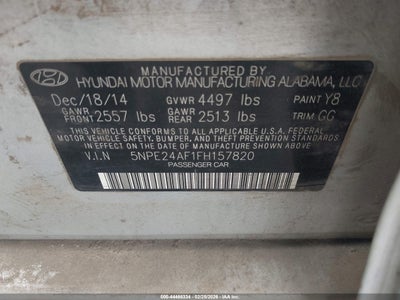 MANUFACTURED BY
HYUNDAI MOTOR MANUFACTURING ALABAMA, LLC
Dec/18/14 GVWR 4497 lbs PAINT Y8
GAWR FRONT 2557 lbs GAWR REAR 2513 lbs TRIM GG
THIS VEHICLE CONFORMS TO ALL APPLICABLE U.S. FEDERAL
MOTOR VEHICLE SAFETY, BUMPER, AND THEFT PREVENTION
STANDARDS IN EFFECT ON THE DATE OF MANUFACTURE SHOWN ABOVE.
V.I.N 5NPE24AF1FH157820
PASSENGER CAR